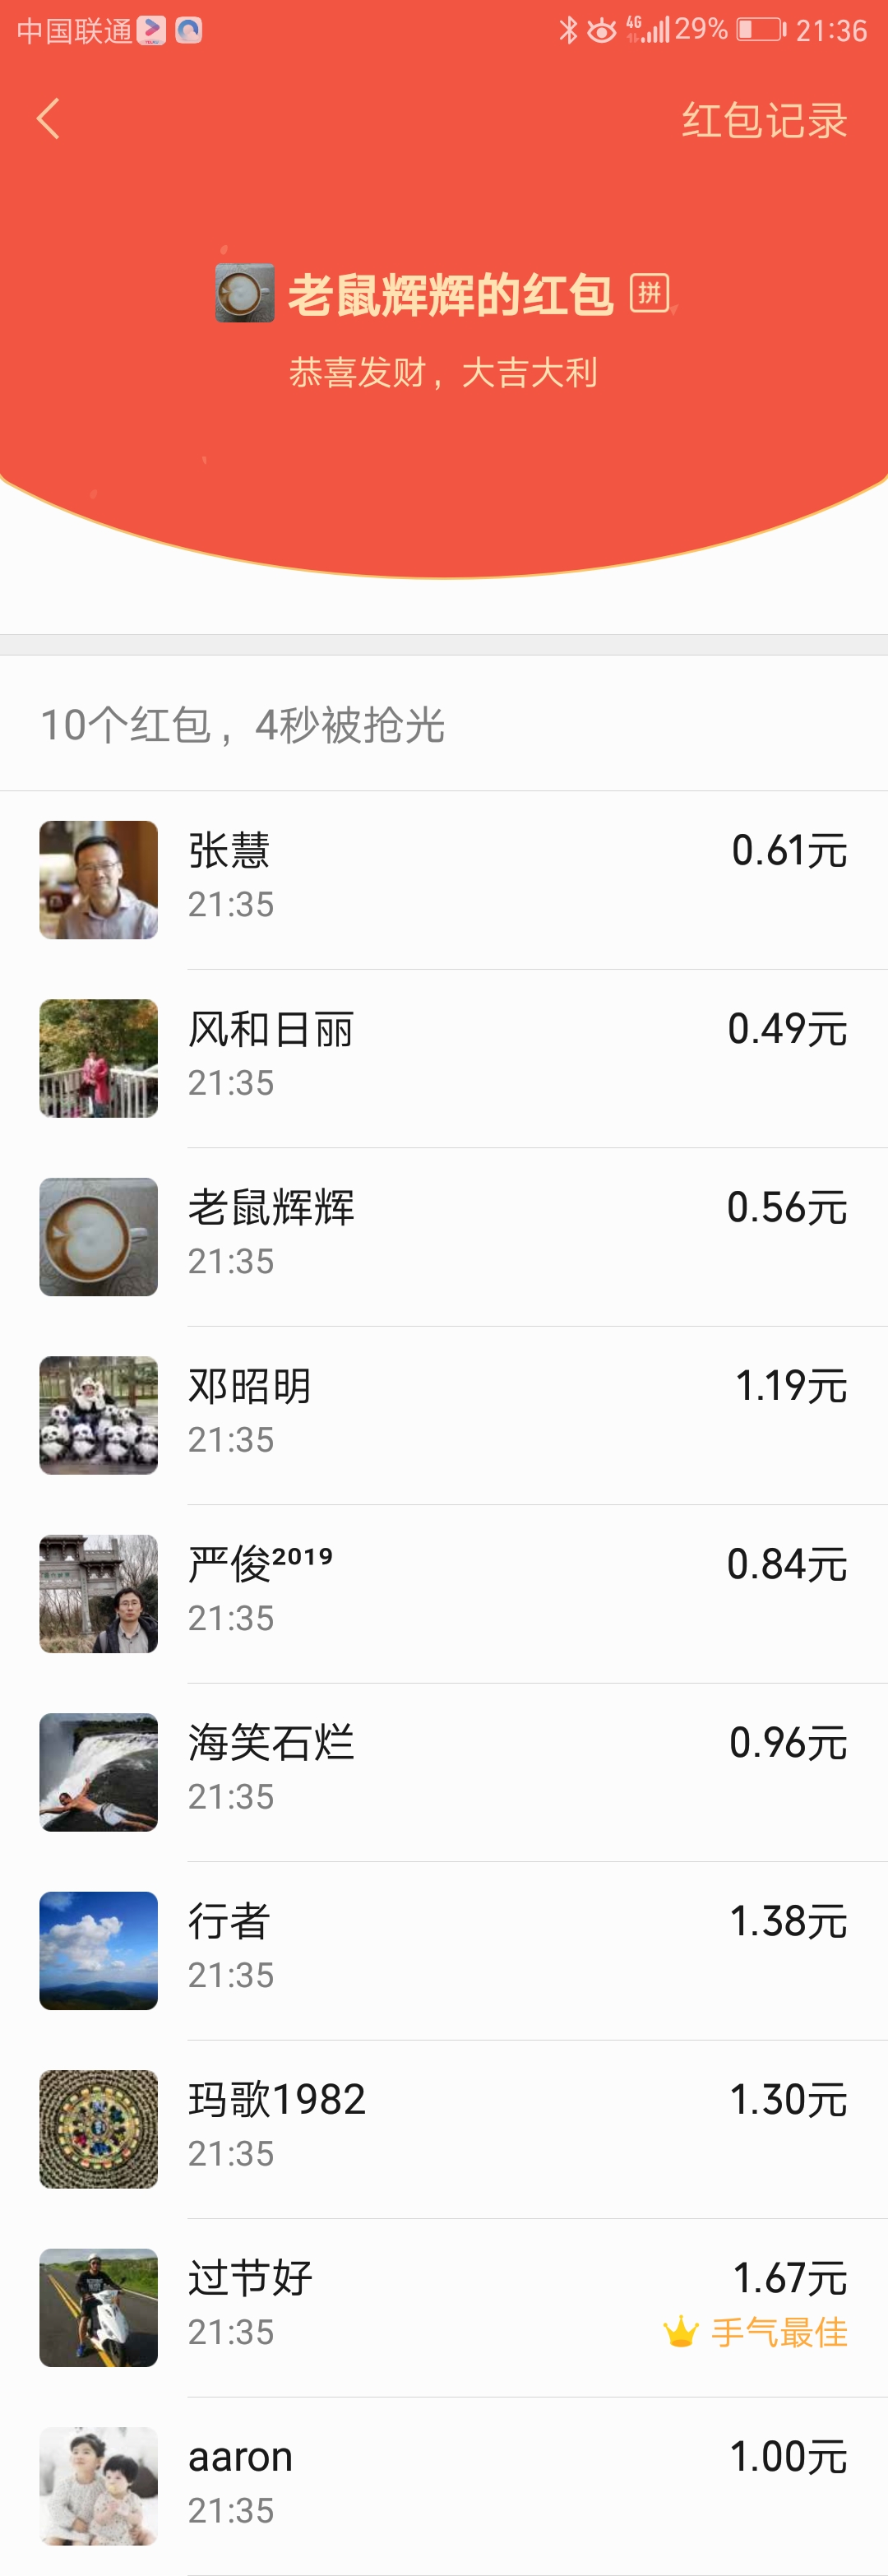 中国联通 4G 29% 21:36
红包记录
老鼠辉辉的红包 拼
恭喜发财，大吉大利
10个红包，4秒被抢光
张慧 0.61元
21:35
风和日丽 0.49元
21:35
老鼠辉辉 0.56元
21:35
邓昭明 1.19元
21:35
严俊²⁰¹⁹ 0.84元
21:35
海笑石烂 0.96元
21:35
行者 1.38元
21:35
玛歌1982 1.30元
21:35
过节好 1.67元
21:35 手气最佳
aaron 1.00元
21:35